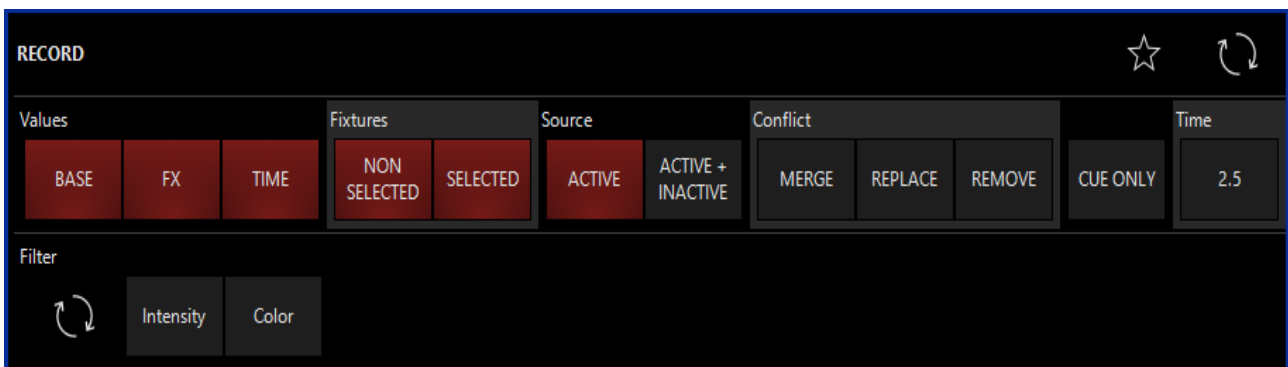 RECORD
Values
Fixtures
Source
Conflict
Time
BASE
FX
TIME
NON
SELECTED
SELECTED
ACTIVE
ACTIVE +
INACTIVE
MERGE
REPLACE
REMOVE
CUE ONLY
2.5
Filter
Intensity
Color